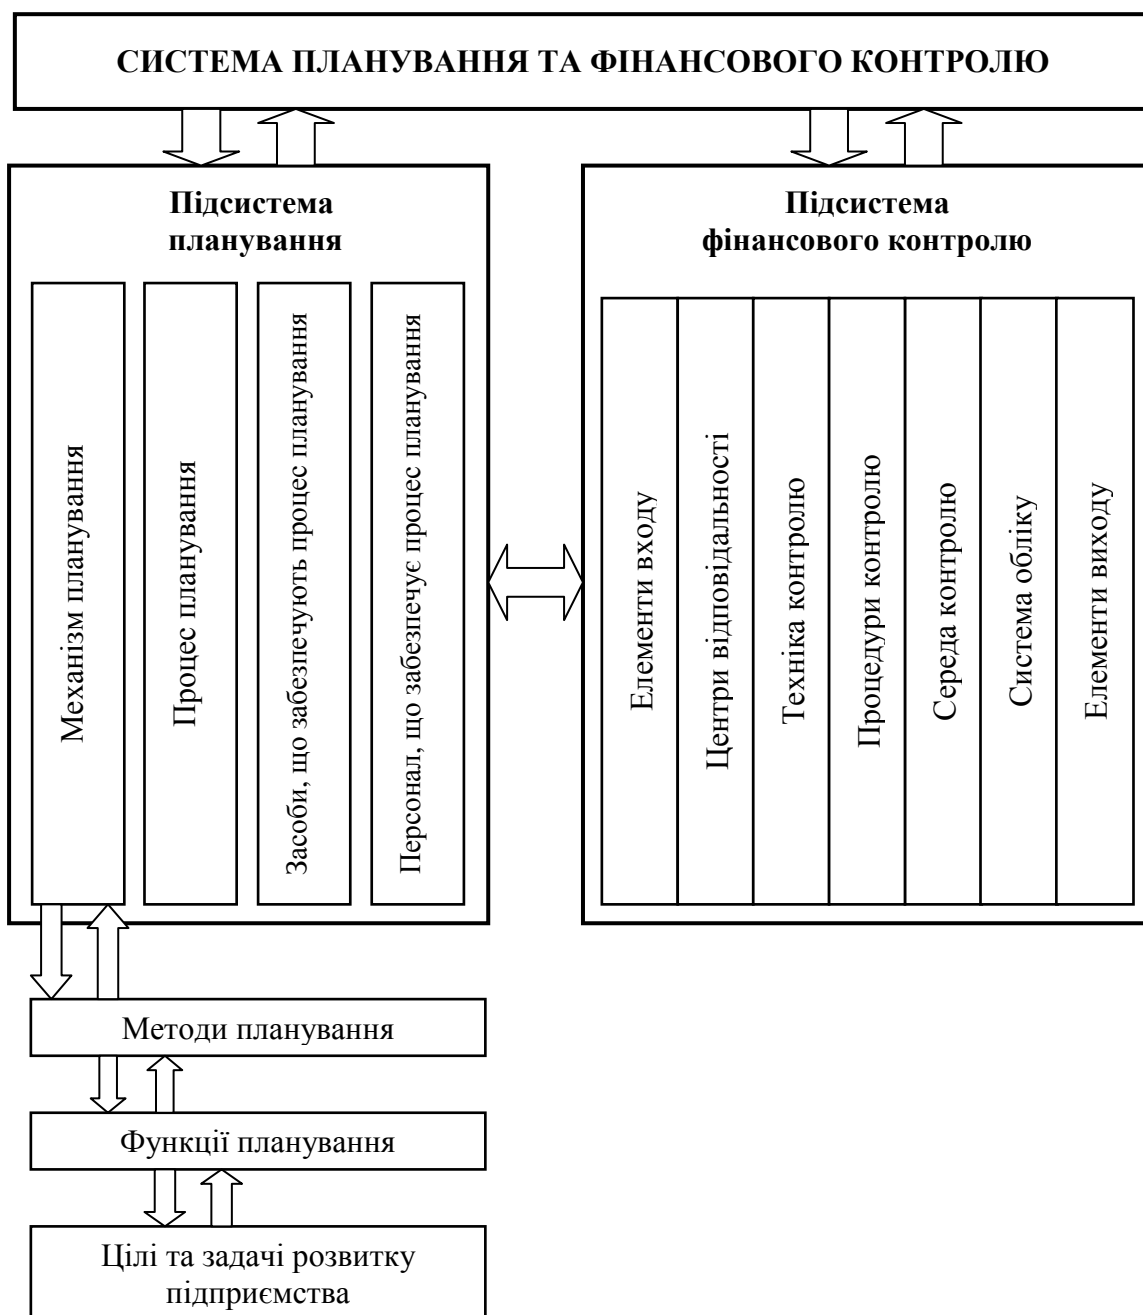 СИСТЕМА ПЛАНУВАННЯ ТА ФІНАНСОВОГО КОНТРОЛЮ
Підсистема
планування
Механізм планування
Процес планування
Засоби, що забезпечують процес планування
Персонал, що забезпечує процес планування
Підсистема
фінансового контролю
Елементи входу
Центри відповідальності
Техніка контролю
Процедури контролю
Середа контролю
Система обліку
Елементи виходу
Методи планування
Функції планування
Цілі та задачі розвитку
підприємства